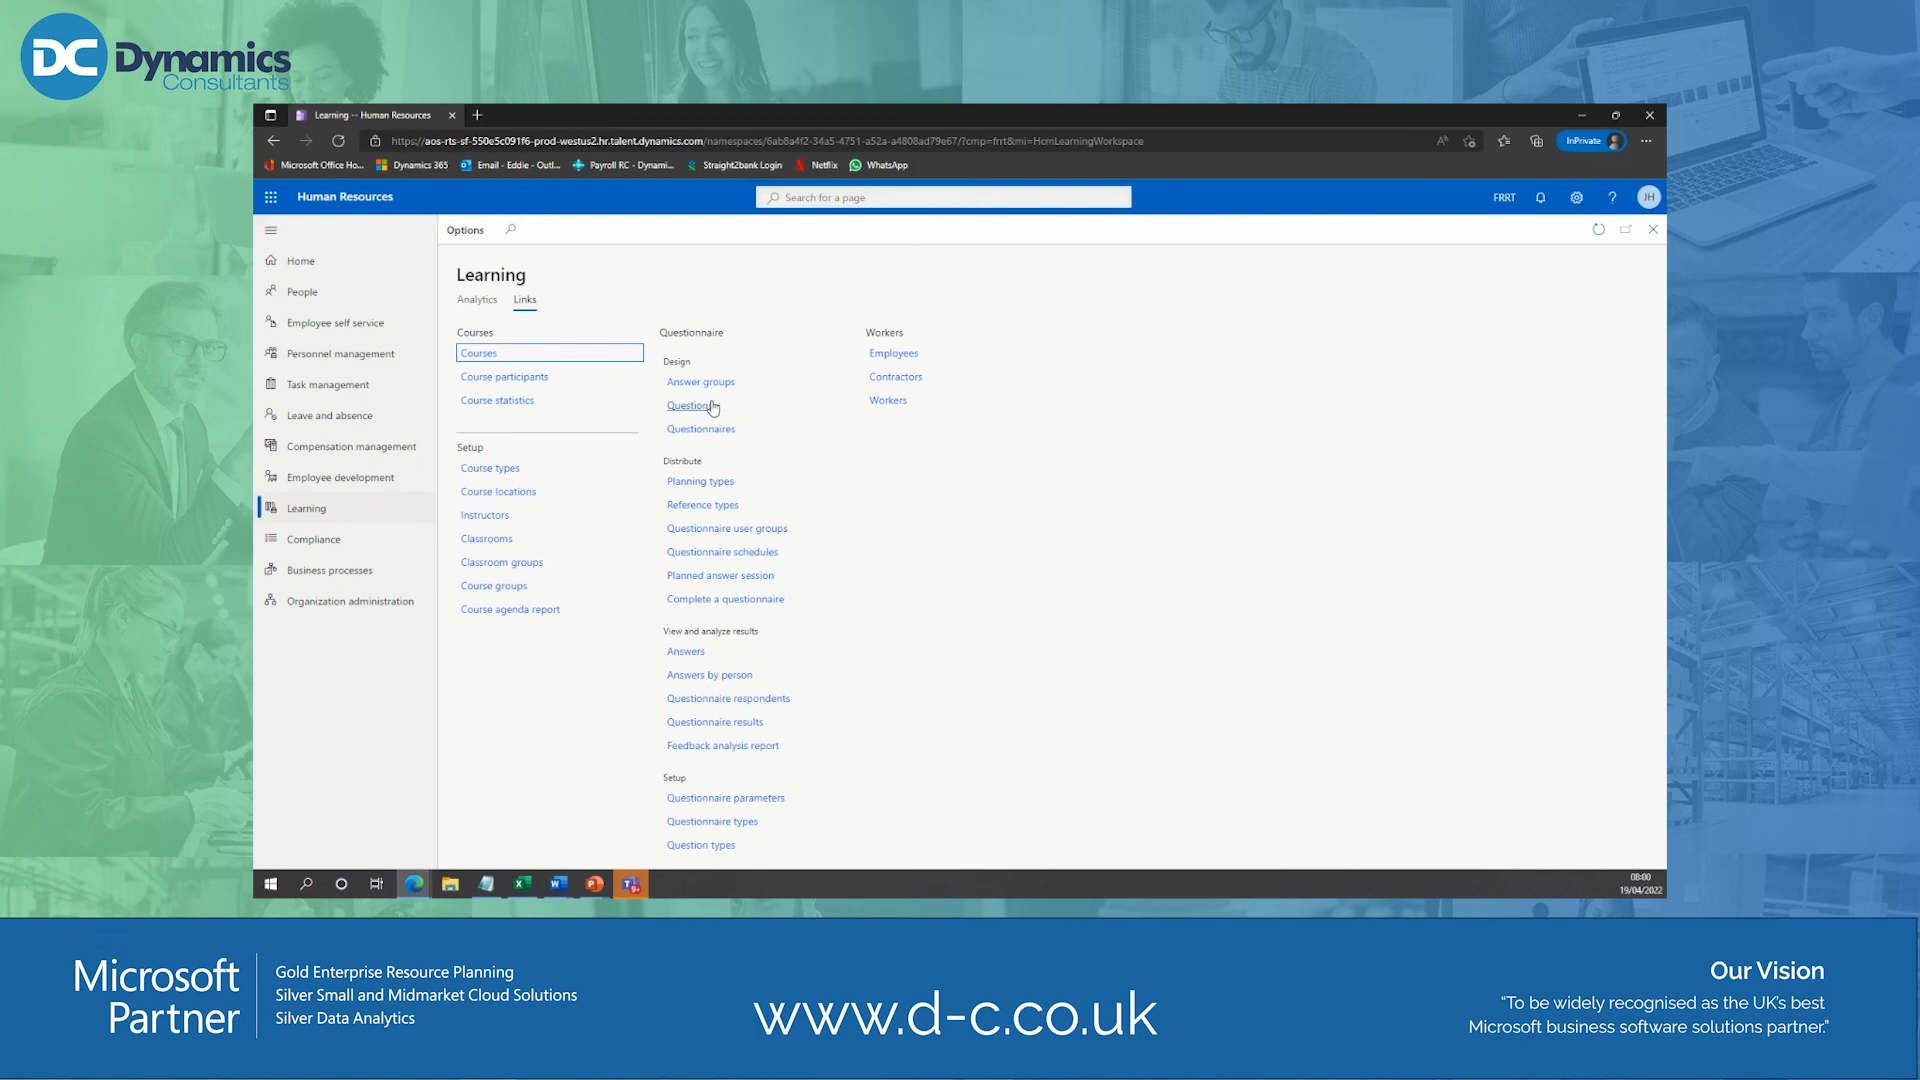 DC Dynamics
Consultants
Learning -- Human Resources
https://aos-rts-sf-550e5c091f6-prod-westus2.hr.talent.dynamics.com/namespaces/6ab8a4f2-34a5-4751-a52a-a4808ad79e67/?cmp=frrt&mi=HcmLearningWorkspace
InPrivate
Microsoft Office Ho...
Dynamics 365
Email - Eddie - Outl...
Payroll RC - Dynami...
Straight2bank Login
Netflix
WhatsApp
Human Resources
Search for a page
FRRT
?
JH
Options
Home
People
Employee self service
Personnel management
Task management
Leave and absence
Compensation management
Employee development
Learning
Compliance
Business processes
Organization administration
Learning
Analytics
Links
Courses
Courses
Course participants
Course statistics
Setup
Course types
Course locations
Instructors
Classrooms
Classroom groups
Course groups
Course agenda report
Questionnaire
Design
Answer groups
Questions
Questionnaires
Distribute
Planning types
Reference types
Questionnaire user groups
Questionnaire schedules
Planned answer session
Complete a questionnaire
View and analyze results
Answers
Answers by person
Questionnaire respondents
Questionnaire results
Feedback analysis report
Setup
Questionnaire parameters
Questionnaire types
Question types
Workers
Employees
Contractors
Workers
08:00
19/04/2022
Microsoft
Partner
Gold Enterprise Resource Planning
Silver Small and Midmarket Cloud Solutions
Silver Data Analytics
www.d-c.co.uk
Our Vision
“To be widely recognised as the UK’s best
Microsoft business software solutions partner.”